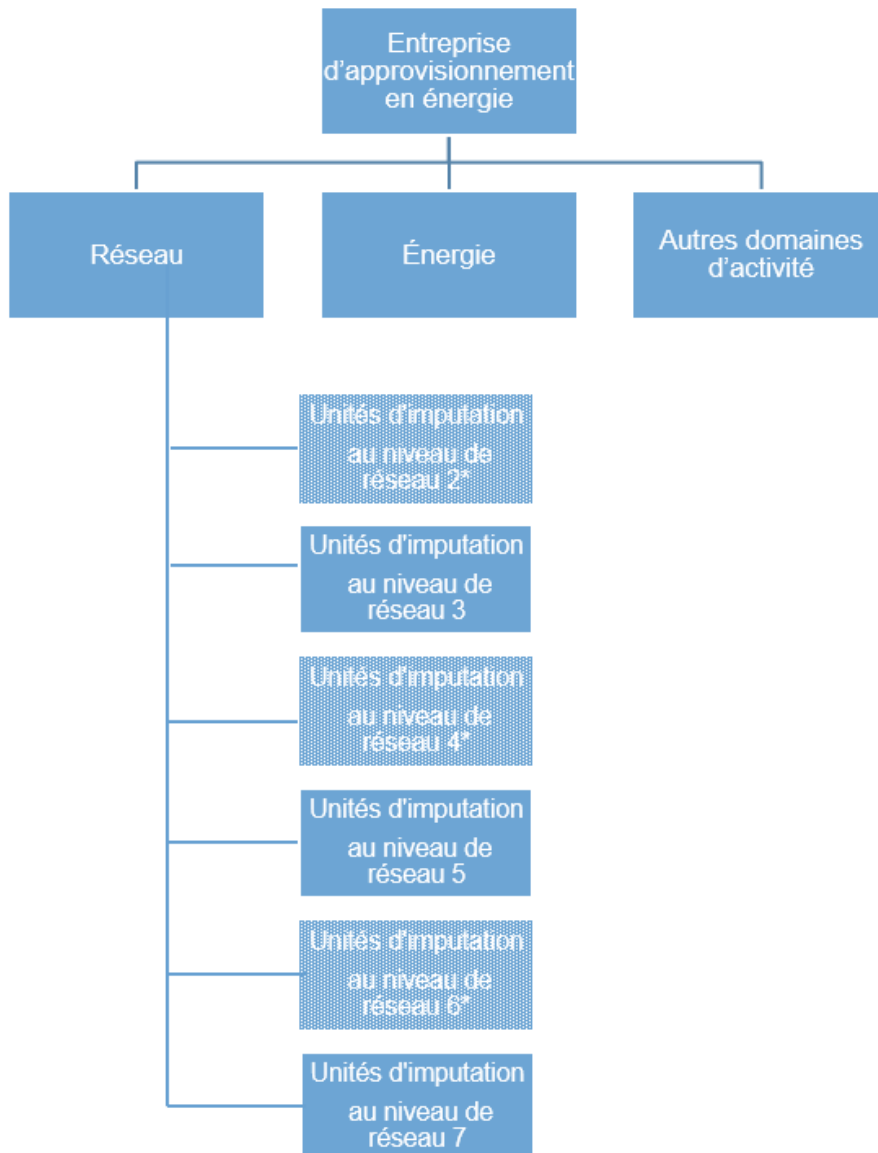 Entreprise
d’approvisionnement
en énergie
Réseau
Énergie
Autres domaines
d’activité
Unités d'imputation
au niveau de
réseau 2*
Unités d'imputation
au niveau de
réseau 3
Unités d'imputation
au niveau de
réseau 4*
Unités d'imputation
au niveau de
réseau 5
Unités d'imputation
au niveau de
réseau 6*
Unités d'imputation
au niveau de
réseau 7